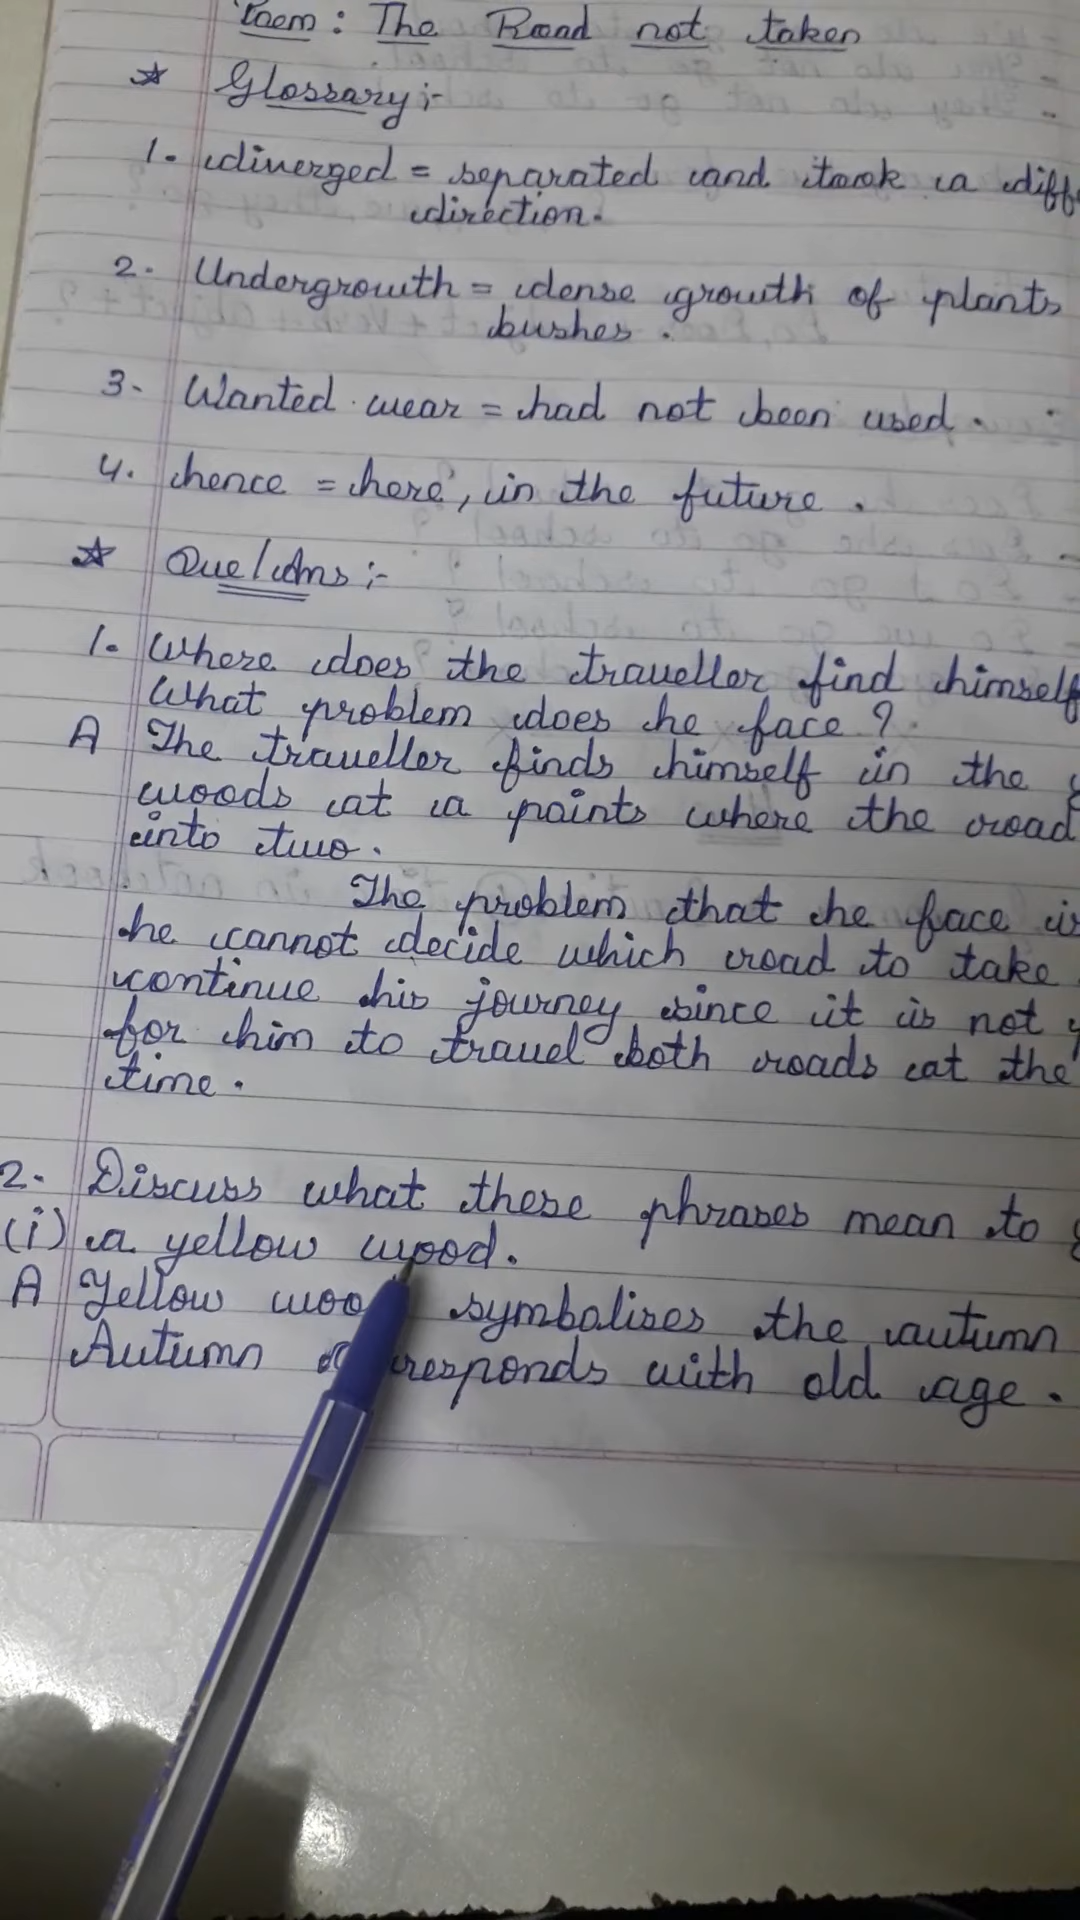 Poem : The Road not taken
* Glossary :-
1. diverged = separated and took a diff
direction.
2. Undergrowth = dense growth of plants
bushes.
3. Wanted wear = had not been used.
4. hence = here, in the future.
* Que/Ans :-
1. Where does the traveller find himself
What problem does he face ?
A The traveller finds himself in the
woods at a points where the road
into two.
The problem that he face is
he cannot decide which road to take
continue his journey since it is not
for him to travel both roads at the
time.
2. Discuss what these phrases mean to
(i) a yellow wood.
A Yellow woo symbolises the autumn
Autumn responds with old age.